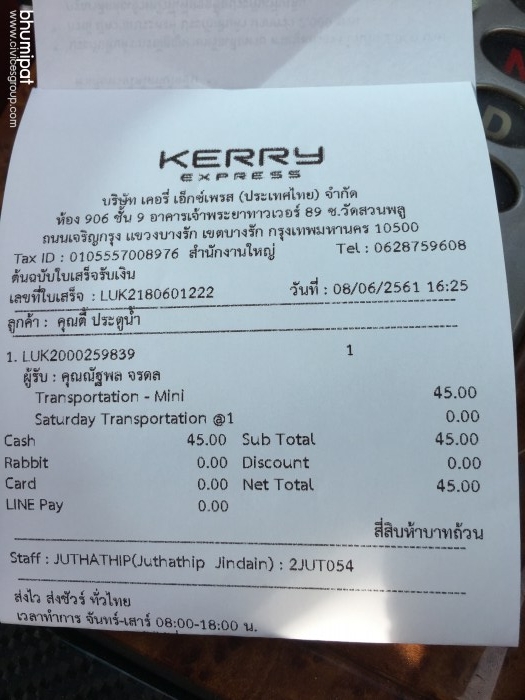 bhumipat
www.civicesgroup.com
KERRY
EXPRESS
บริษัท เคอรี่ เอ็กซ์เพรส (ประเทศไทย) จำกัด
ห้อง 906 ชั้น 9 อาคารเจ้าพระยาทาวเวอร์ 89 ซ.วัดสวนพลู
ถนนเจริญกรุง แขวงบางรัก เขตบางรัก กรุงเทพมหานคร 10500
Tax ID : 0105557008976 สำนักงานใหญ่ Tel : 0628759608
ต้นฉบับใบเสร็จรับเงิน
เลขที่ใบเสร็จ : LUK2180601222 วันที่ : 08/06/2561 16:25
ลูกค้า : คุณตี๋ ประตูน้ำ
1. LUK2000259839 1
ผู้รับ : คุณณัฐพล จรดล
Transportation - Mini 45.00
Saturday Transportation @1 0.00
Cash 45.00 Sub Total 45.00
Rabbit 0.00 Discount 0.00
Card 0.00 Net Total 45.00
LINE Pay 0.00
สี่สิบห้าบาทถ้วน
Staff : JUTHATHIP(Juthathip Jindain) : 2JUT054
ส่งไว ส่งชัวร์ ทั่วไทย
เวลาทำการ จันทร์-เสาร์ 08:00-18:00 น.
D